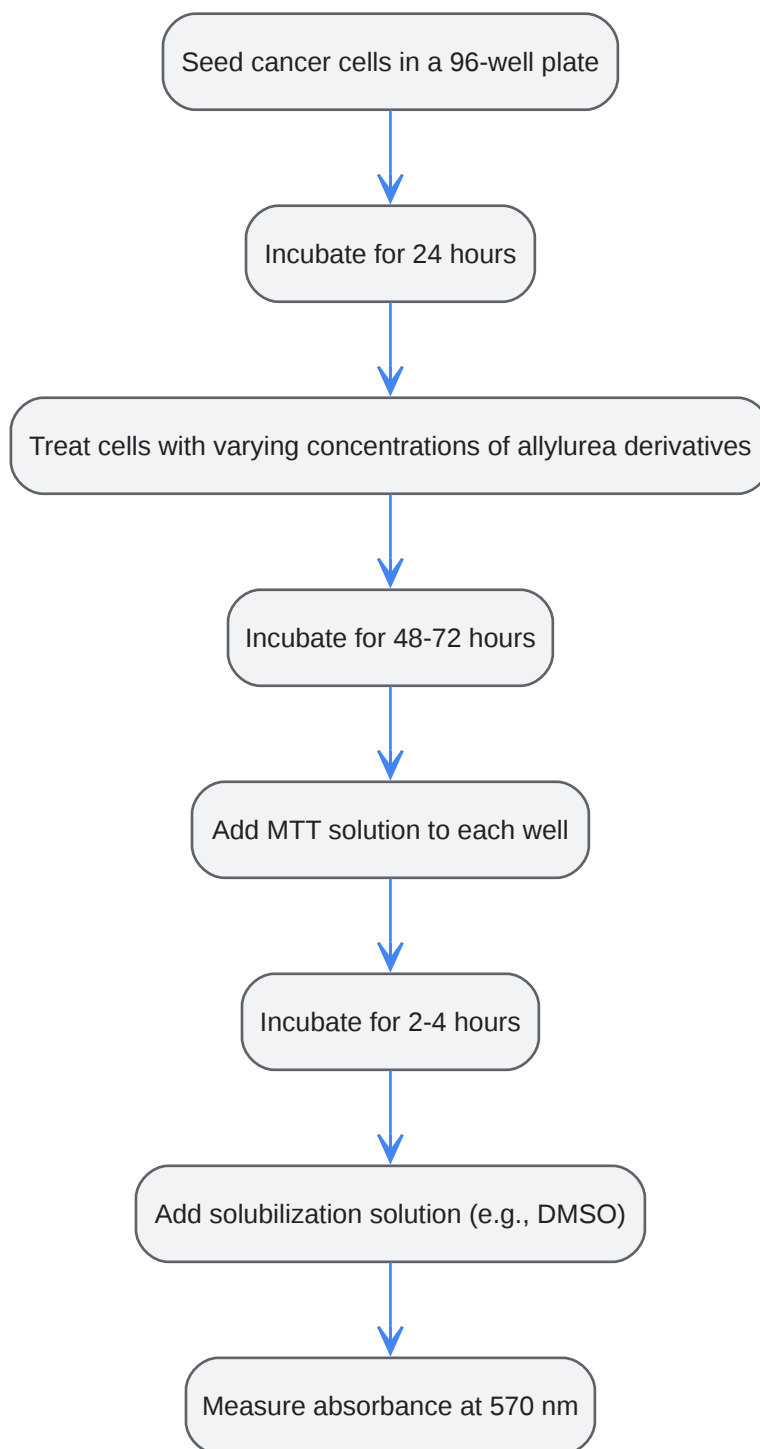 Seed cancer cells in a 96-well plate
Incubate for 24 hours
Treat cells with varying concentrations of allylurea derivatives
Incubate for 48-72 hours
Add MTT solution to each well
Incubate for 2-4 hours
Add solubilization solution (e.g., DMSO)
Measure absorbance at 570 nm